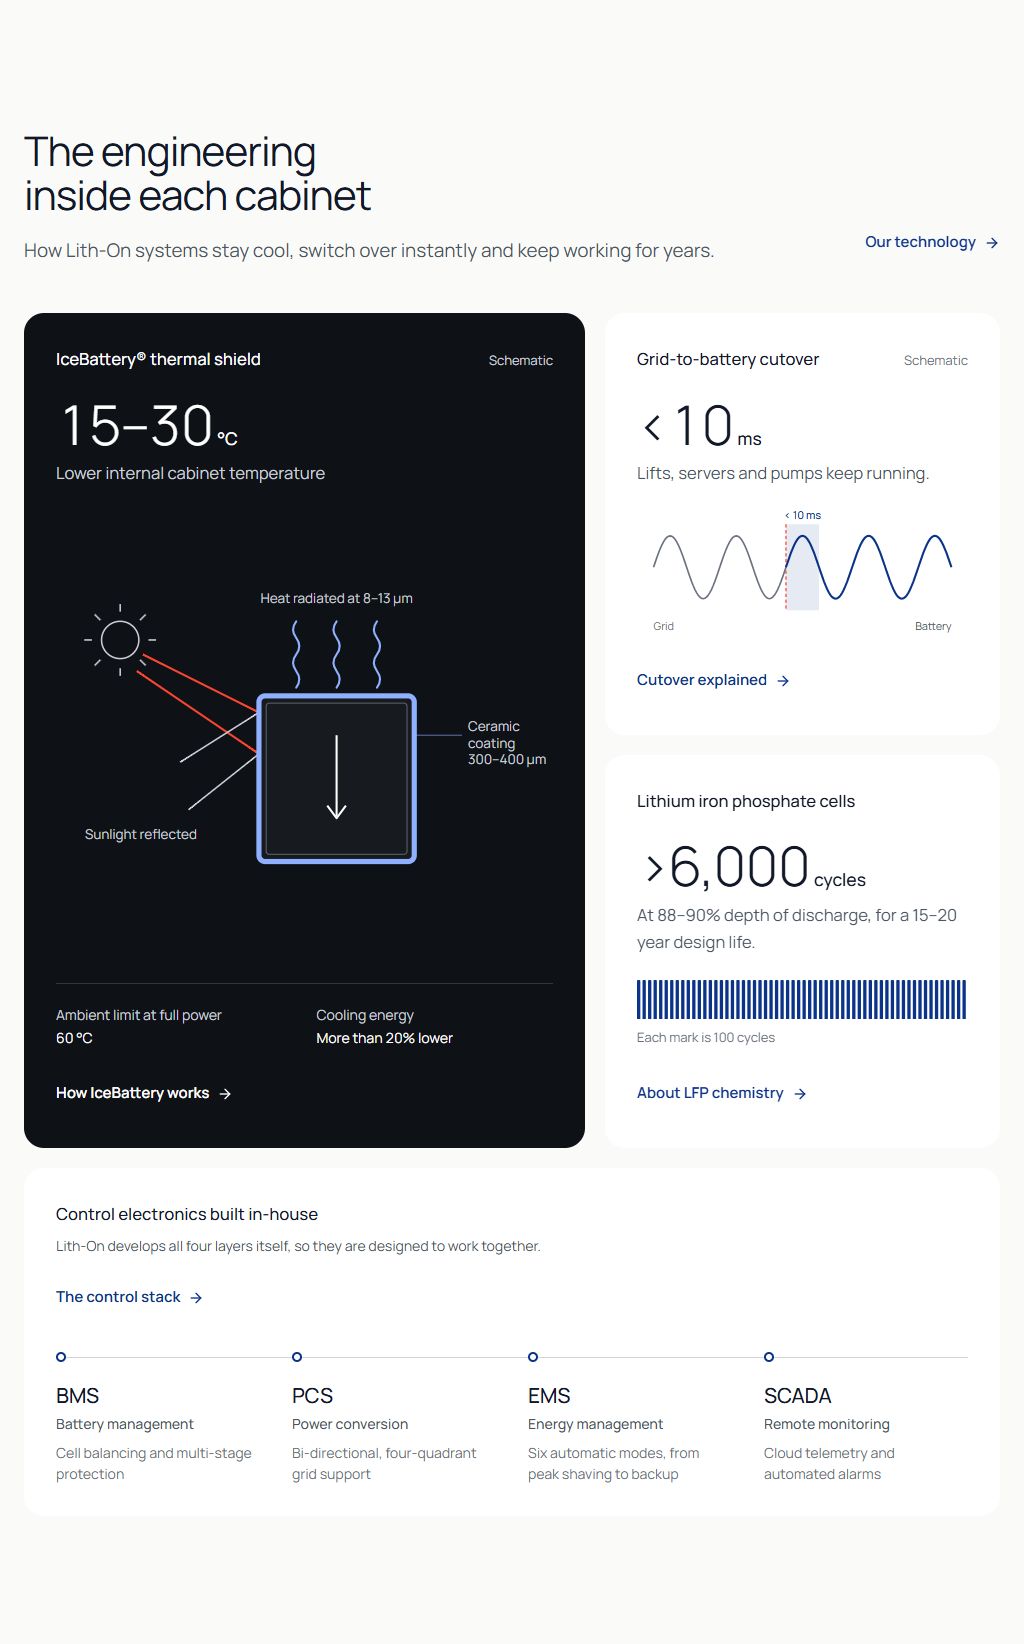 The engineering
inside each cabinet
How Lith-On systems stay cool, switch over instantly and keep working for years.
Our technology →
IceBattery® thermal shield
Schematic
15–30 °C
Lower internal cabinet temperature
Heat radiated at 8–13 µm
Ceramic
coating
300–400 µm
Sunlight reflected
Ambient limit at full power
60 °C
Cooling energy
More than 20% lower
How IceBattery works →
Grid-to-battery cutover
Schematic
< 10 ms
Lifts, servers and pumps keep running.
< 10 ms
Grid
Battery
Cutover explained →
Lithium iron phosphate cells
>6,000 cycles
At 88–90% depth of discharge, for a 15–20
year design life.
Each mark is 100 cycles
About LFP chemistry →
Control electronics built in-house
Lith-On develops all four layers itself, so they are designed to work together.
The control stack →
BMS
Battery management
Cell balancing and multi-stage
protection
PCS
Power conversion
Bi-directional, four-quadrant
grid support
EMS
Energy management
Six automatic modes, from
peak shaving to backup
SCADA
Remote monitoring
Cloud telemetry and
automated alarms